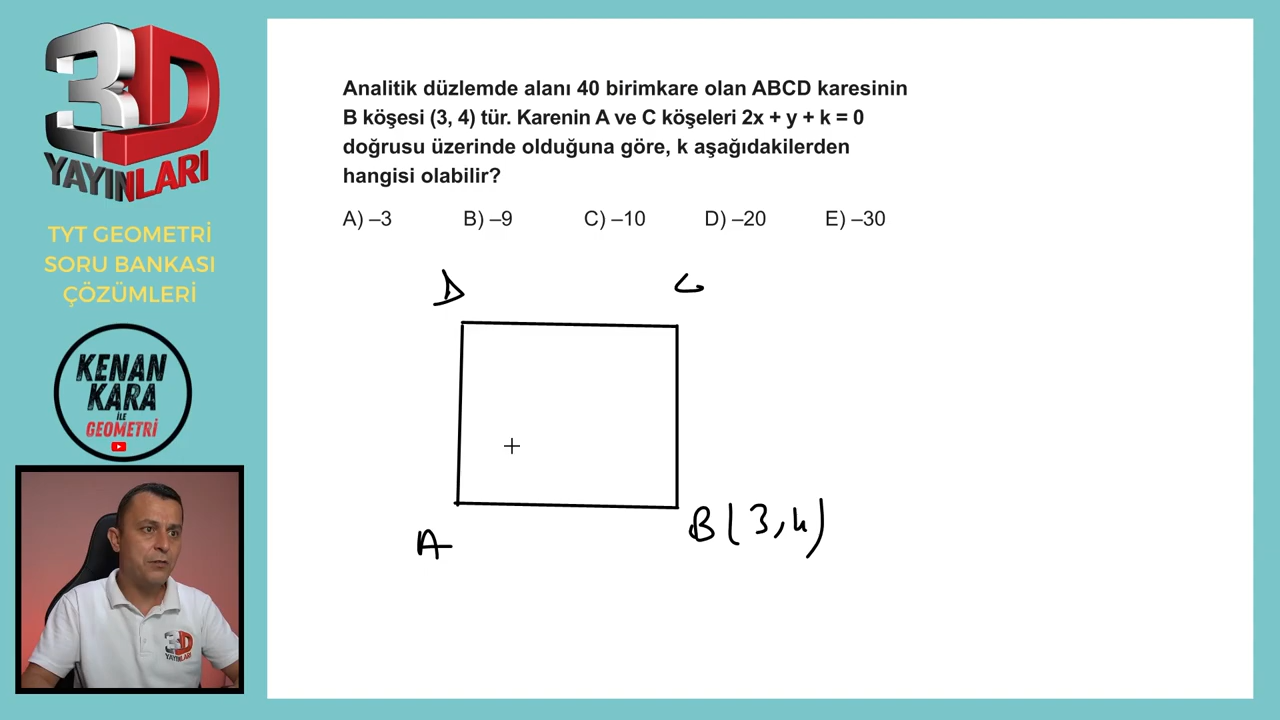 3D
YAYINLARI
TYT GEOMETRİ
SORU BANKASI
ÇÖZÜMLERİ
KENAN
KARA
İLE
GEOMETRİ
Analitik düzlemde alanı 40 birimkare olan ABCD karesinin
B köşesi (3, 4) tür. Karenin A ve C köşeleri 2x + y + k = 0
doğrusu üzerinde olduğuna göre, k aşağıdakilerden
hangisi olabilir?
A) –3 B) –9 C) –10 D) –20 E) –30
D C
A B(3,4)
3D
YAYINLARI